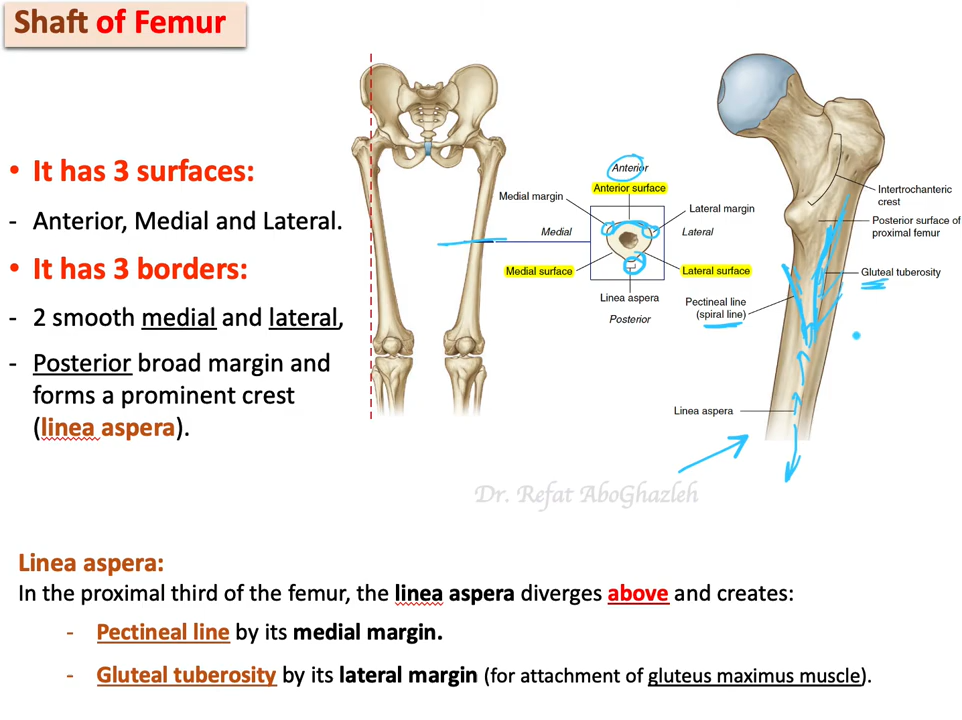 Shaft of Femur
• It has 3 surfaces:
- Anterior, Medial and Lateral.
• It has 3 borders:
- 2 smooth medial and lateral,
- Posterior broad margin and
forms a prominent crest
(linea aspera).
Anterior
Anterior surface
Medial margin
Lateral margin
Medial
Lateral
Medial surface
Lateral surface
Linea aspera
Posterior
Intertrochanteric
crest
Posterior surface of
proximal femur
Gluteal tuberosity
Pectineal line
(spiral line)
Linea aspera
Dr. Refat AboGhazleh
Linea aspera:
In the proximal third of the femur, the linea aspera diverges above and creates:
- Pectineal line by its medial margin.
- Gluteal tuberosity by its lateral margin (for attachment of gluteus maximus muscle).